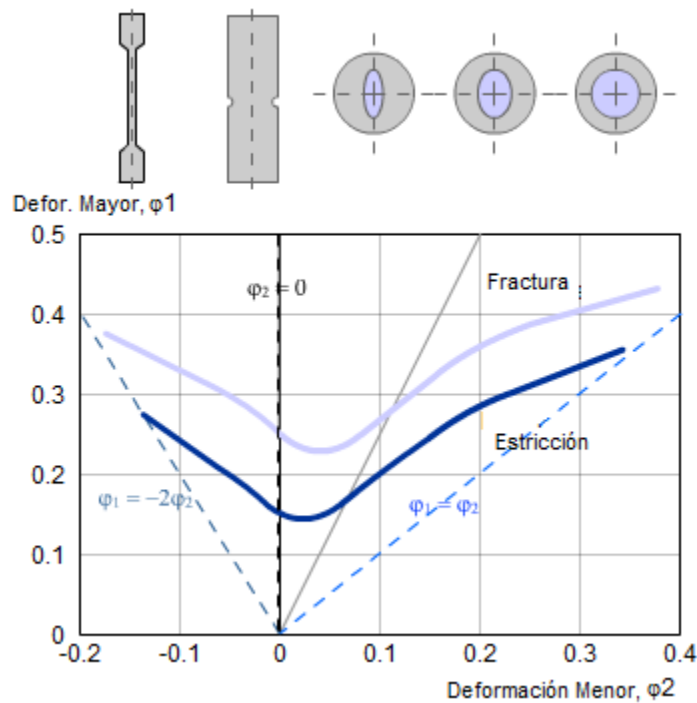 Defor. Mayor, φ1
0.5
φ₂ = 0
Fractura
0.4
0.3
Estricción
0.2
φ₁ = −2φ₂
φ₁ = φ₂
0.1
0
-0.2 -0.1 0 0.1 0.2 0.3 0.4
Deformación Menor, φ2